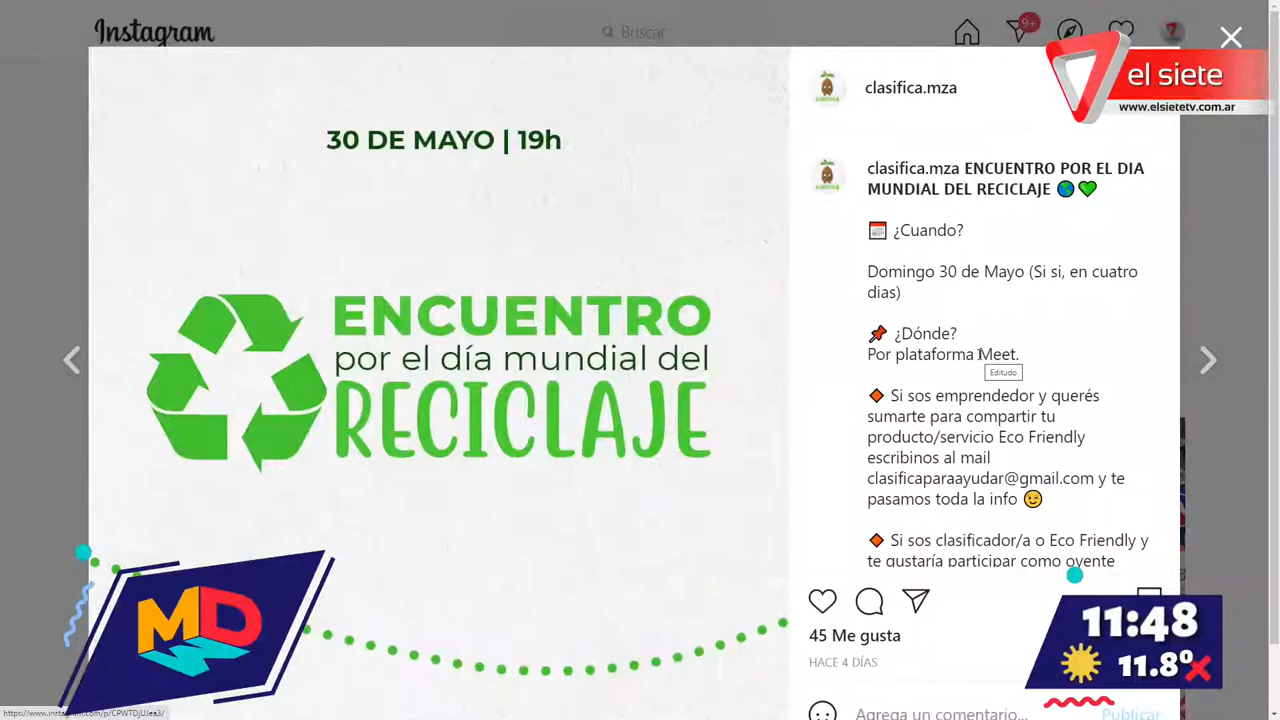 Instagram
Buscar
9+
el siete
www.elsietetv.com.ar
clasifica.mza
30 DE MAYO | 19h
ENCUENTRO
por el día mundial del
RECICLAJE
clasifica.mza ENCUENTRO POR EL DIA
MUNDIAL DEL RECICLAJE 🌎💚
¿Cuando?
Domingo 30 de Mayo (Si si, en cuatro
dias)
📌 ¿Dónde?
Por plataforma Meet.
Editudo
🔸 Si sos emprendedor y querés
sumarte para compartir tu
producto/servicio Eco Friendly
escribinos al mail
clasificaparaayudar@gmail.com y te
pasamos toda la info 😉
🔸 Si sos clasificador/a o Eco Friendly y
te gustaría participar como oyente
45 Me gusta
HACE 4 DÍAS
Agrega un comentario...
Publicar
MD
11:48
11.8º